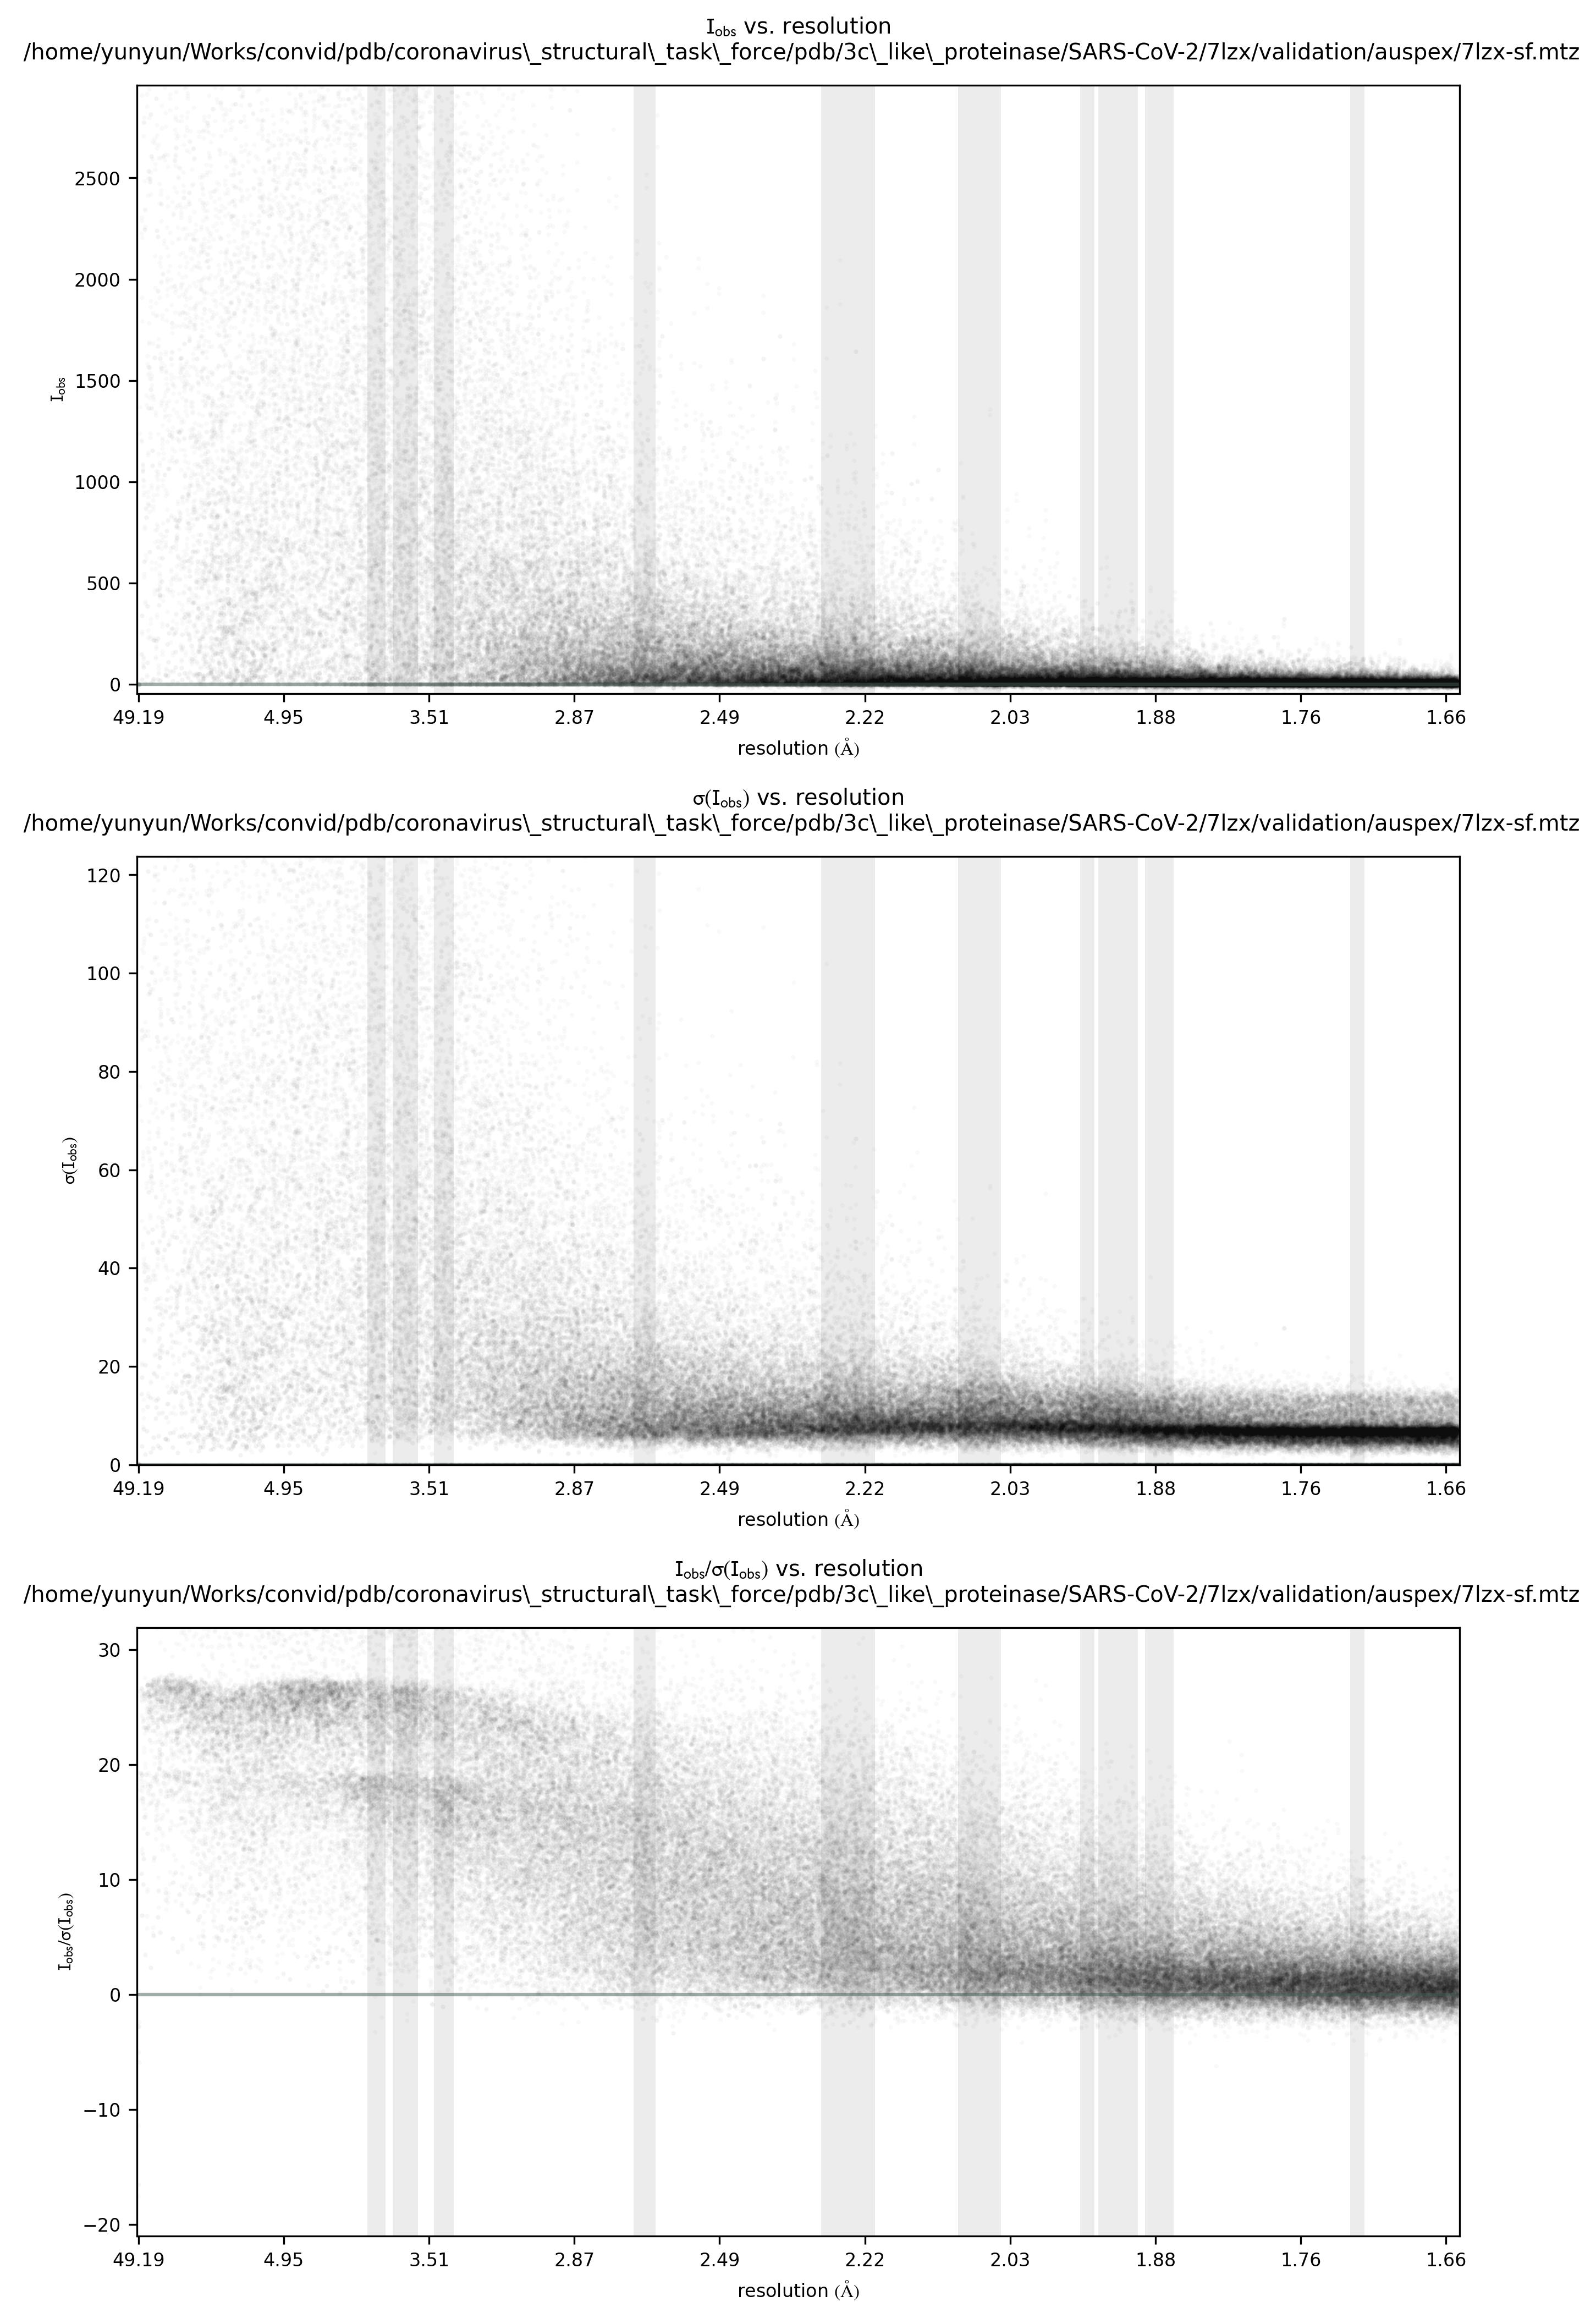 Iobs vs. resolution
/home/yunyun/Works/convid/pdb/coronavirus\_structural\_task\_force/pdb/3c\_like\_proteinase/SARS-CoV-2/7lzx/validation/auspex/7lzx-sf.mtz
2500
2000
1500
1000
500
0
Iobs
49.19 4.95 3.51 2.87 2.49 2.22 2.03 1.88 1.76 1.66
resolution (Å)
σ(Iobs) vs. resolution
/home/yunyun/Works/convid/pdb/coronavirus\_structural\_task\_force/pdb/3c\_like\_proteinase/SARS-CoV-2/7lzx/validation/auspex/7lzx-sf.mtz
120
100
80
60
40
20
0
σ(Iobs)
49.19 4.95 3.51 2.87 2.49 2.22 2.03 1.88 1.76 1.66
resolution (Å)
Iobs/σ(Iobs) vs. resolution
/home/yunyun/Works/convid/pdb/coronavirus\_structural\_task\_force/pdb/3c\_like\_proteinase/SARS-CoV-2/7lzx/validation/auspex/7lzx-sf.mtz
30
20
10
0
−10
−20
Iobs/σ(Iobs)
49.19 4.95 3.51 2.87 2.49 2.22 2.03 1.88 1.76 1.66
resolution (Å)